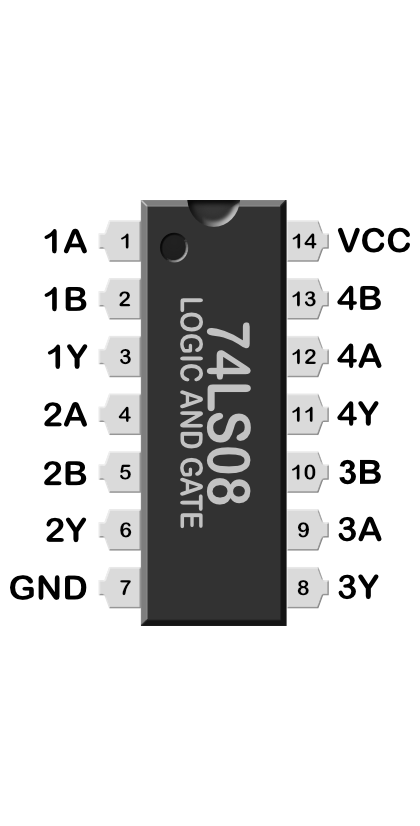 1A 1 14 VCC
1B 2 13 4B
1Y 3 12 4A
2A 4 11 4Y
2B 5 10 3B
2Y 6 9 3A
GND 7 8 3Y
74LS08
LOGIC AND GATE